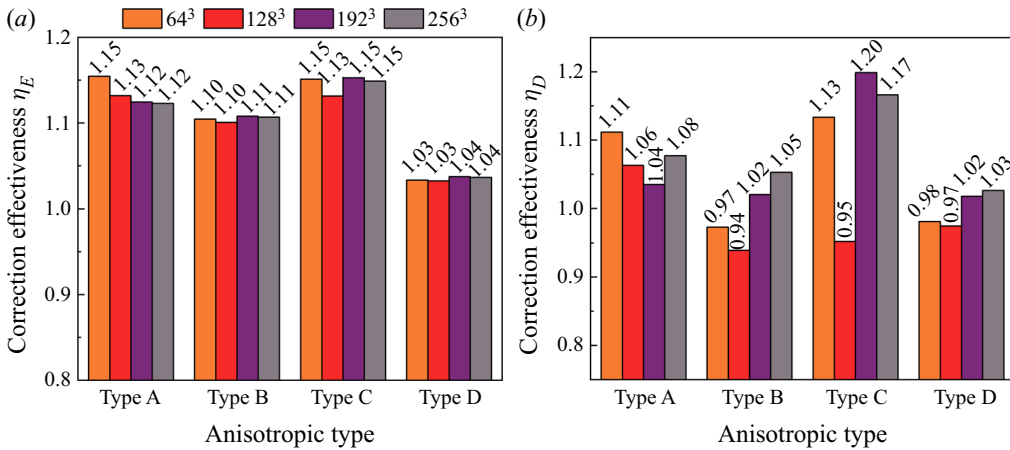 (a)
64³ 128³ 192³ 256³
Correction effectiveness η_E
1.2
1.1
1.0
0.9
0.8
1.15 1.13 1.12 1.12
1.10 1.10 1.11 1.11
1.15 1.13 1.15 1.15
1.03 1.03 1.04 1.04
Type A Type B Type C Type D
Anisotropic type
(b)
Correction effectiveness η_D
1.2
1.1
1.0
0.9
0.8
1.11 1.06 1.04 1.08
0.97 0.94 1.02 1.05
1.13 0.95 1.20 1.17
0.98 0.97 1.02 1.03
Type A Type B Type C Type D
Anisotropic type